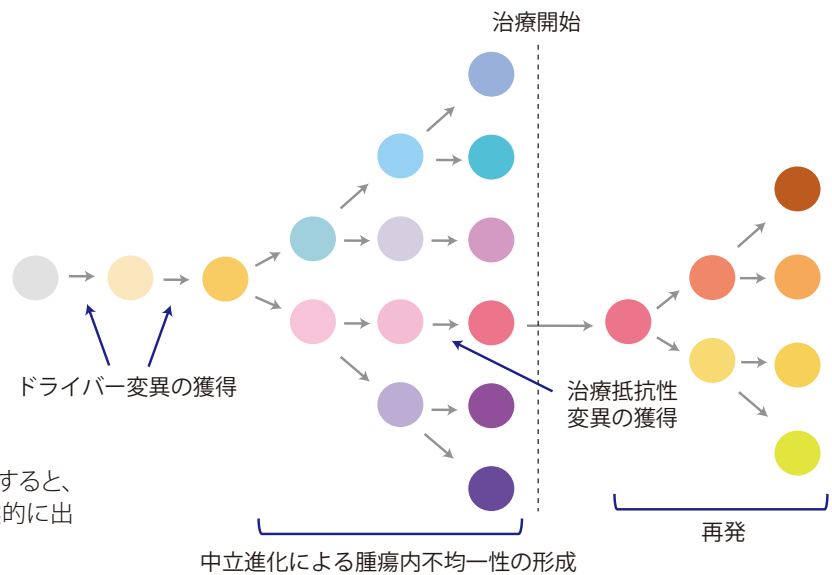 治療開始
ドライバー変異の獲得
治療抵抗性
変異の獲得
すると、
的に出
中立進化による腫瘍内不均一性の形成
再発